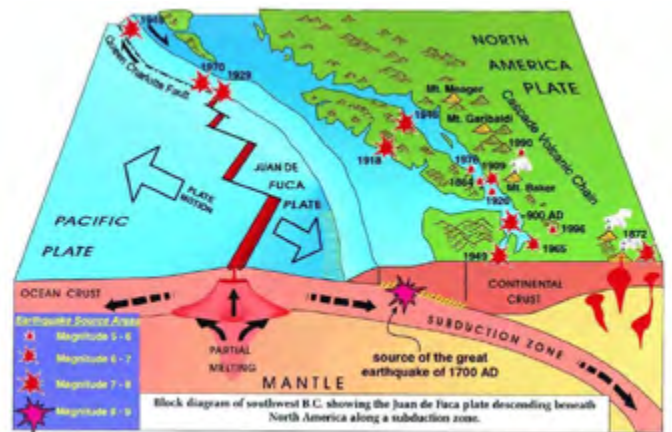 1949
Queen Charlotte Fault
1970
1929
NORTH
AMERICA
PLATE
Mt. Meager
Mt. Garibaldi
Cascade Volcanic Chain
1946
1918
1976
1909
1990
1864
1920
Mt. Baker
900 AD
1996
1965
1949
1872
JUAN DE
FUCA
PLATE
PLATE
MOTION
PACIFIC
PLATE
OCEAN CRUST
CONTINENTAL
CRUST
SUBDUCTION ZONE
PARTIAL
MELTING
MANTLE
source of the great
earthquake of 1700 AD
Earthquake Source Areas
Magnitude 5 - 6
Magnitude 6 - 7
Magnitude 7 - 8
Magnitude 8 - 9
Block diagram of southwest B.C. showing the Juan de Fuca plate descending beneath
North America along a subduction zone.